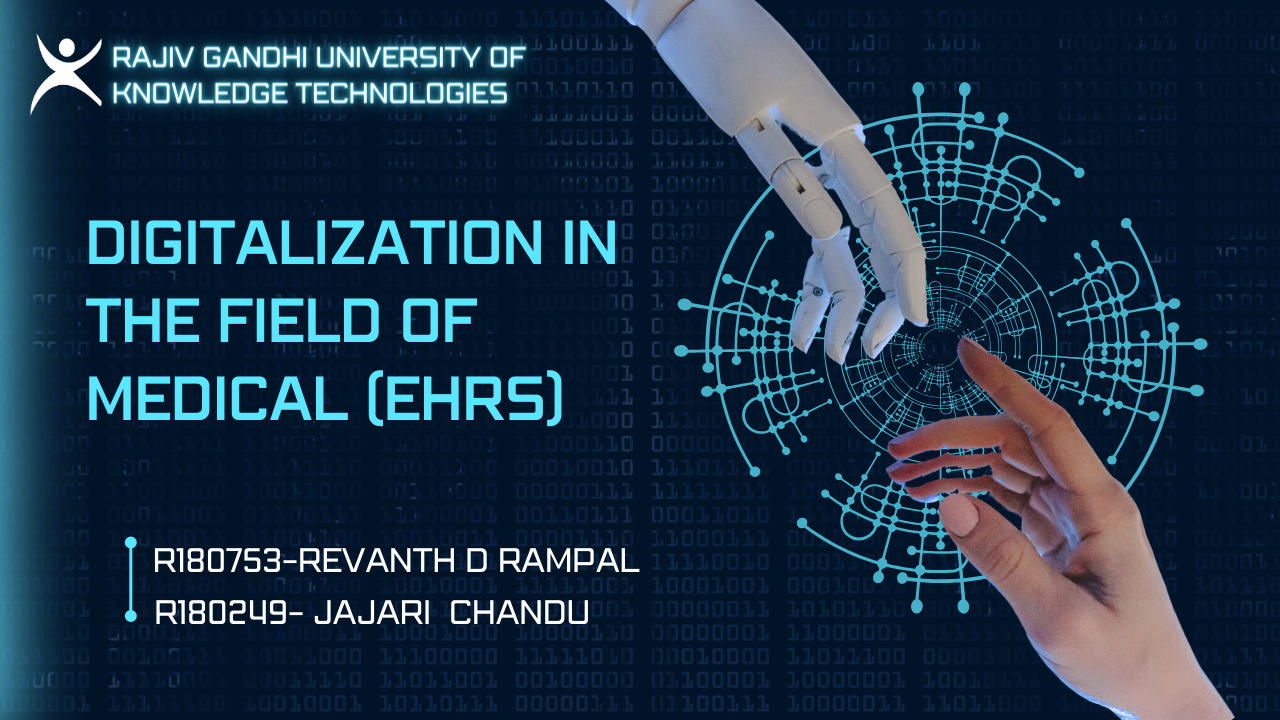 RAJIV GANDHI UNIVERSITY OF
KNOWLEDGE TECHNOLOGIES
DIGITALIZATION IN
THE FIELD OF
MEDICAL (EHRS)
R180753-REVANTH D RAMPAL
R180249- JAJARI  CHANDU